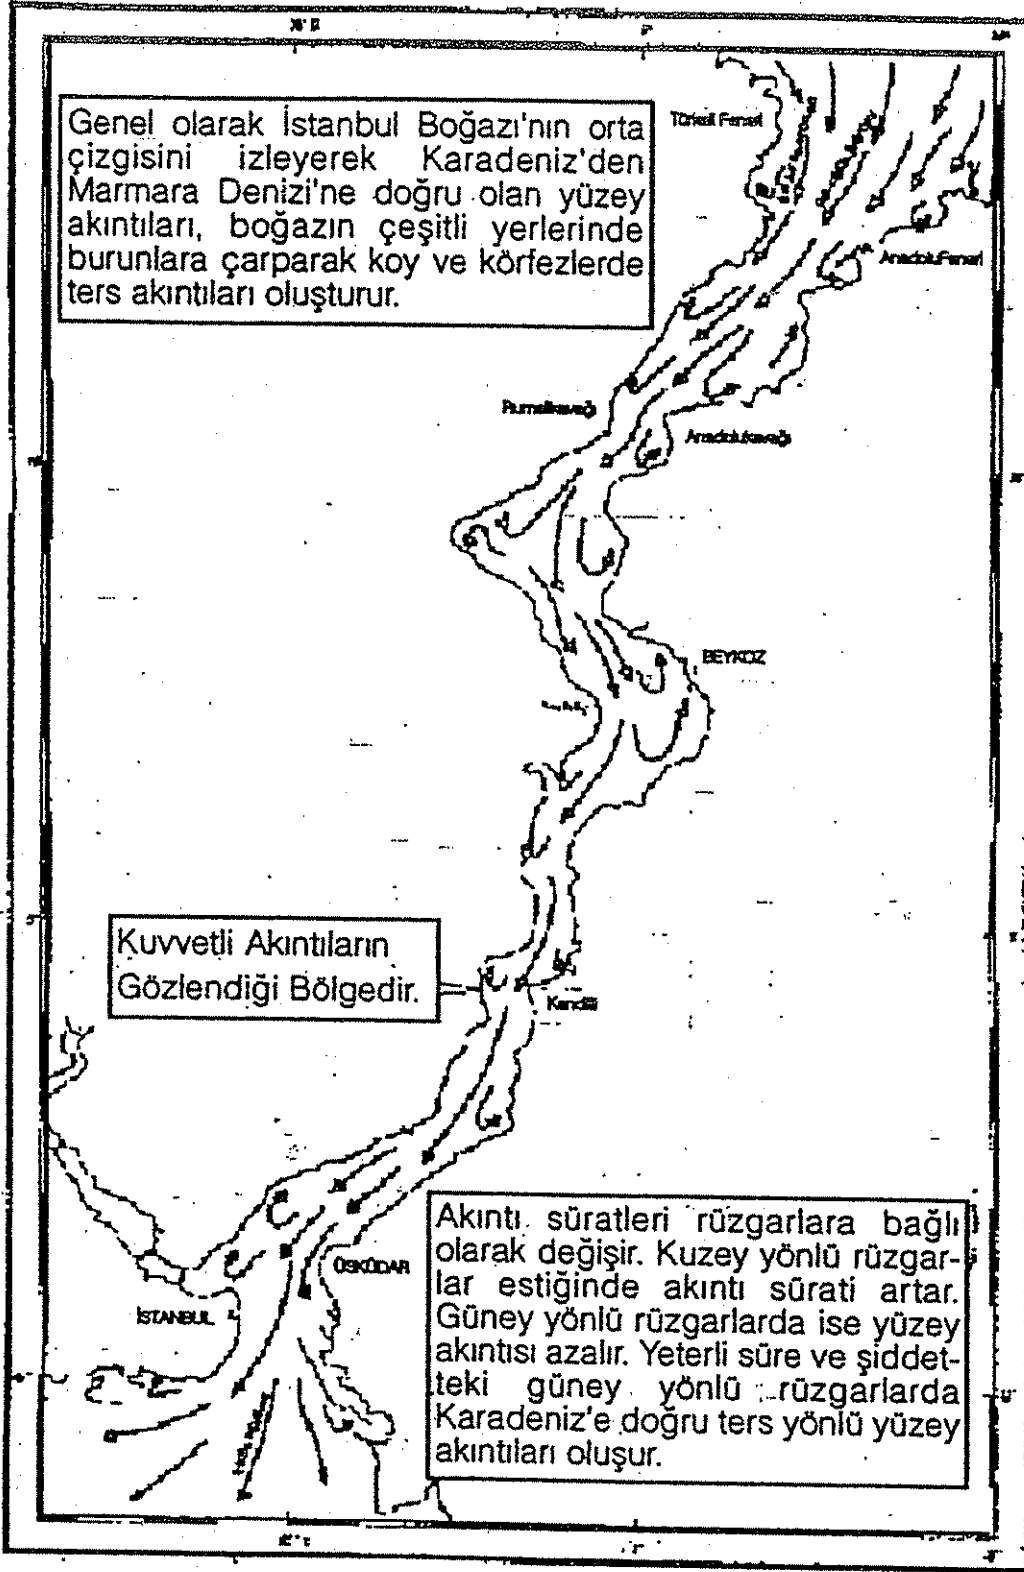 Genel olarak İstanbul Boğazı'nın orta
çizgisini izleyerek Karadeniz'den
Marmara Denizi'ne doğru olan yüzey
akıntıları, boğazın çeşitli yerlerinde
burunlara çarparak koy ve körfezlerde
ters akıntıları oluşturur.
Türkeli Feneri
AnadoluFeneri
Rumelikavağı
Anadolukavağı
BEYKOZ
Kuvvetli Akıntıların
Gözlendiği Bölgedir.
Kandilli
ÜSKÜDAR
İSTANBUL
Akıntı süratleri rüzgarlara bağlı
olarak değişir. Kuzey yönlü rüzgar-
lar estiğinde akıntı sürati artar.
Güney yönlü rüzgarlarda ise yüzey
akıntısı azalır. Yeterli süre ve şiddet-
teki güney yönlü rüzgarlarda
Karadeniz'e doğru ters yönlü yüzey
akıntıları oluşur.